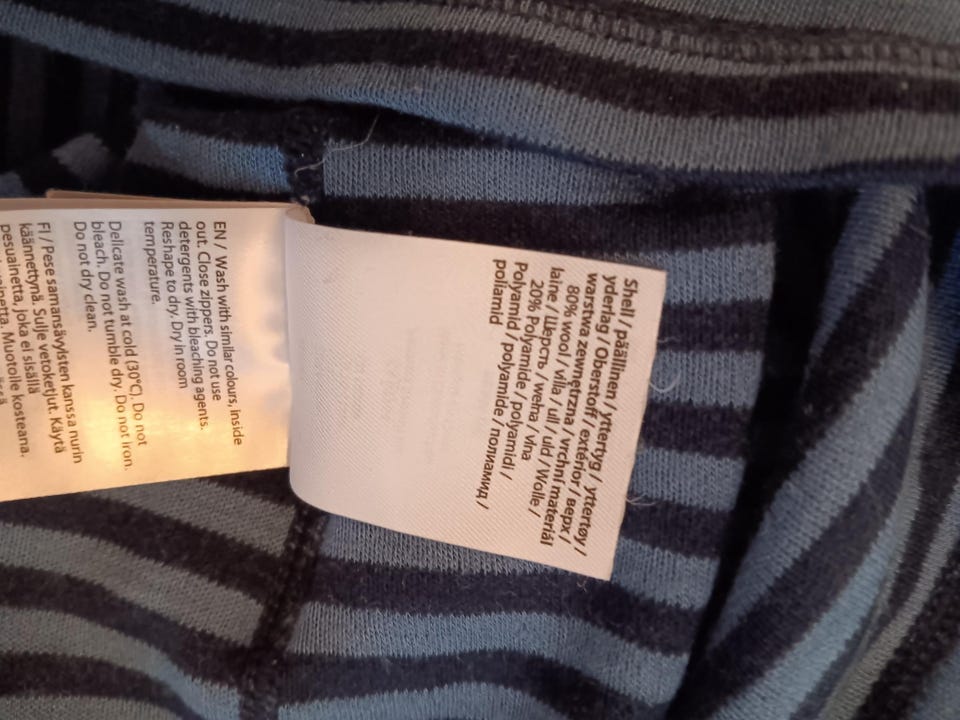 EN / Wash with similar colours, inside
out. Close zippers. Do not use
detergents with bleaching agents.
Reshape to dry. Dry in room
temperature.
Delicate wash at cold (30°C). Do not
bleach. Do not tumble dry. Do not iron.
Do not dry clean.
FI / Pese samansävyisten kanssa nurin
käännettynä. Sulje vetoketjut. Käytä
pesuainetta, joka ei sisällä
Muotoile kosteana.
Shell / päällinen / yttertyg / yttertøy /
yderlag / Oberstoff / extérior / верх /
warstwa zewnętrzna / vrchní materiál
80% wool / villa / ull / uld / Wolle /
laine / Шерсть / wełna / vlna
20% Polyamide / polyamidi /
Polyamid / polyamide / полиамид /
poliamid